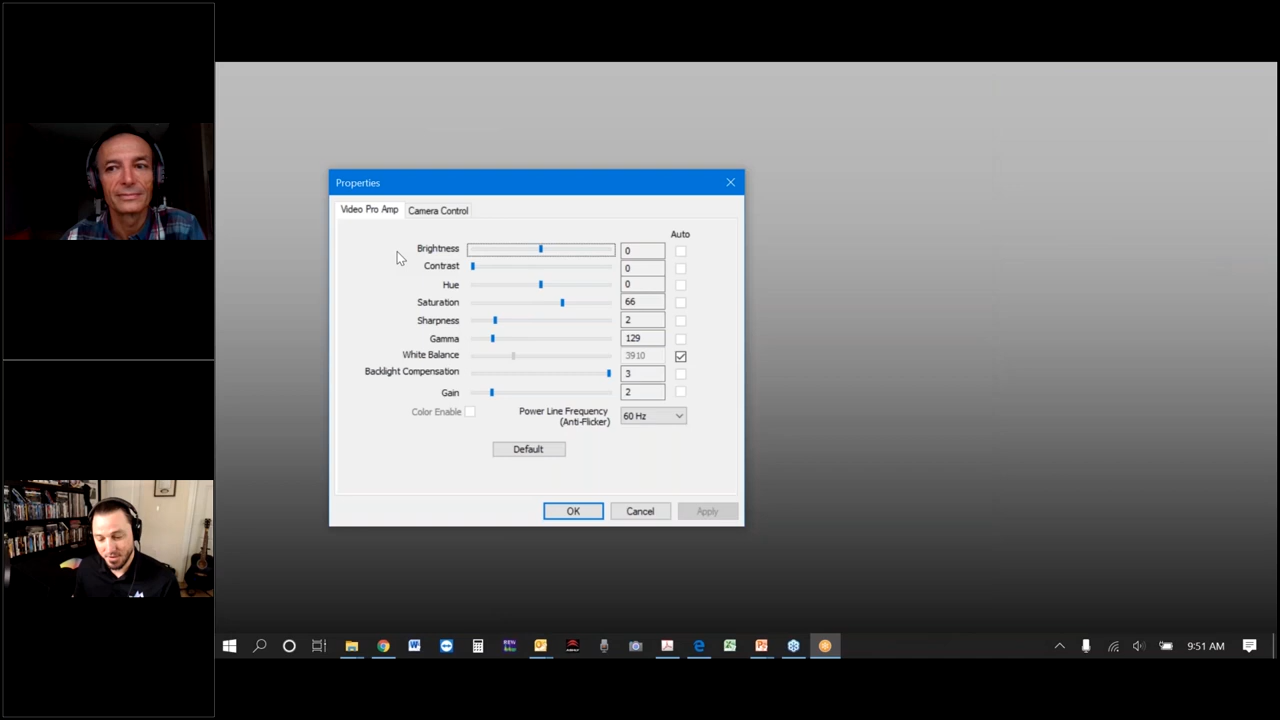 Properties
Video Pro Amp
Camera Control
Auto
Brightness 0
Contrast 0
Hue 0
Saturation 66
Sharpness 2
Gamma 129
White Balance 3910
Backlight Compensation 3
Gain 2
Color Enable
Power Line Frequency
(Anti-Flicker)
60 Hz
Default
OK Cancel Apply
9:51 AM